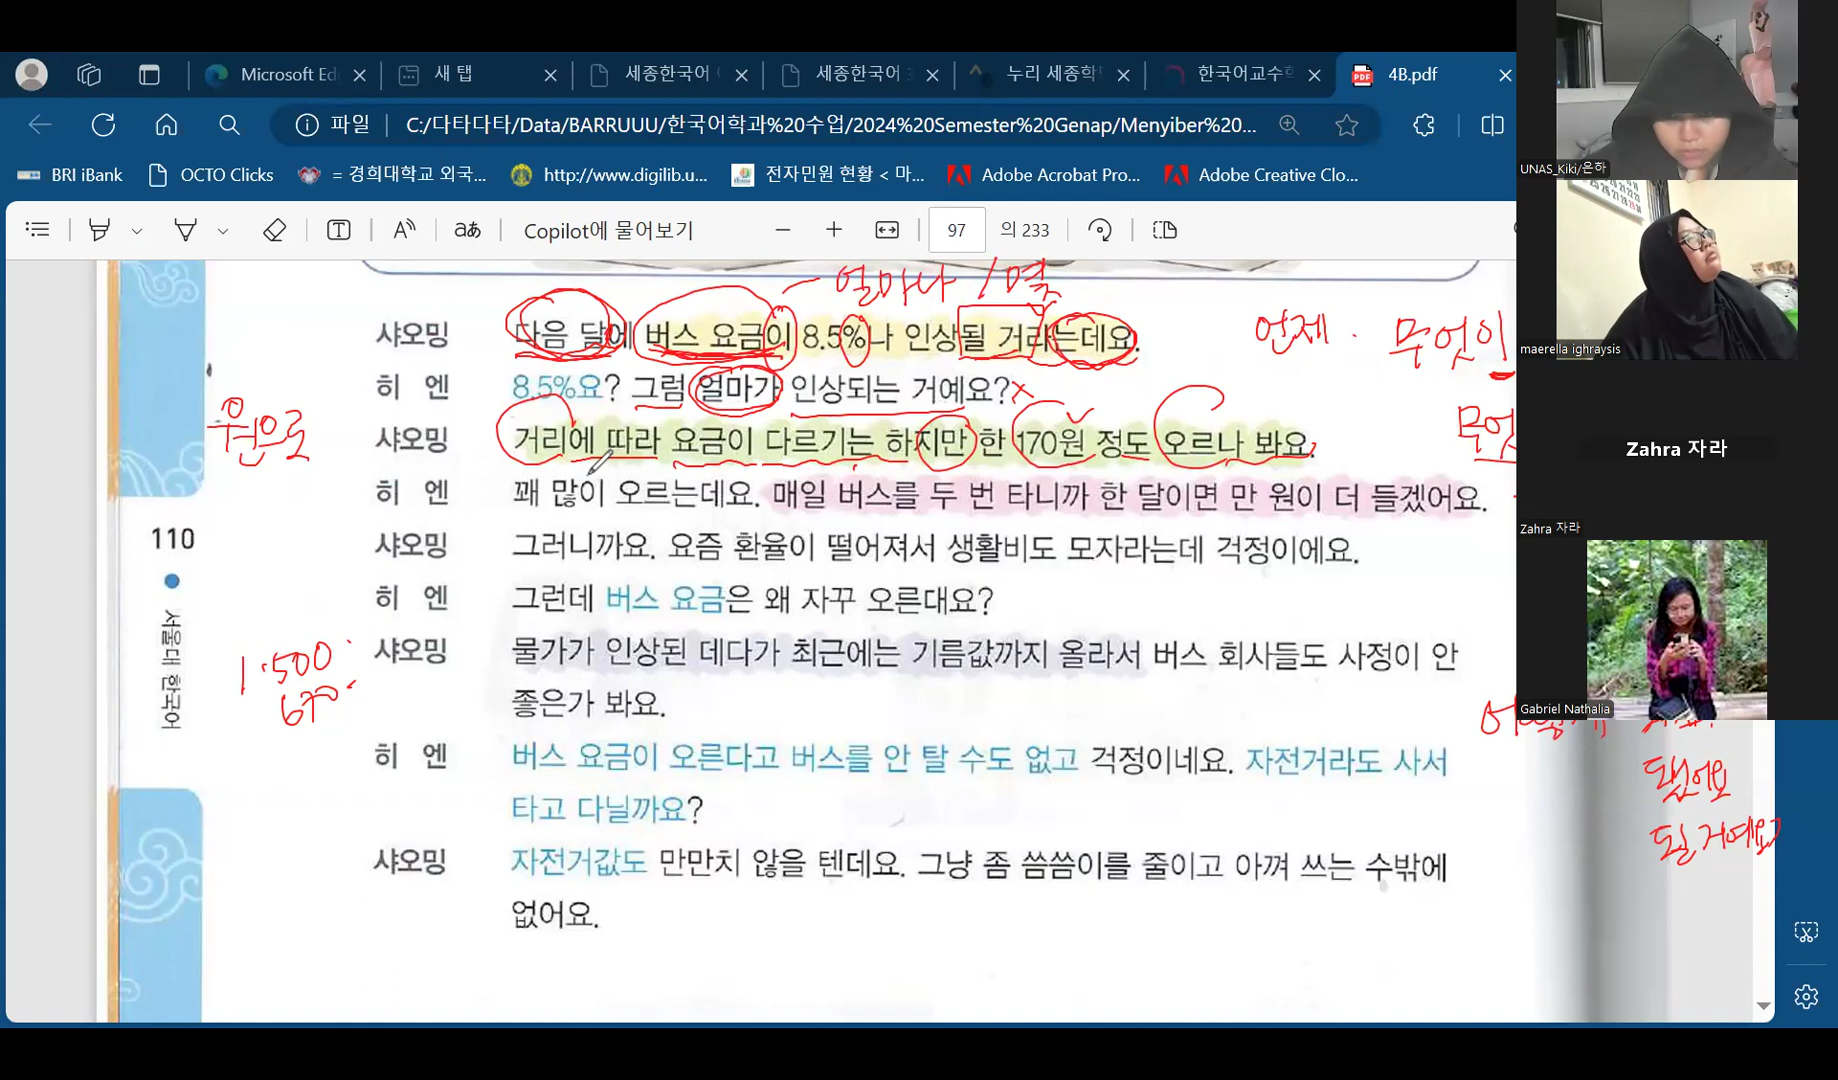 Microsoft Ed
새 탭
세종한국어
세종한국어 3
누리 세종학
한국어교수학
4B.pdf
파일
C:/다타다타/Data/BARRUUU/한국어학과%20수업/2024%20Semester%20Genap/Menyiber%20...
BRI iBank
OCTO Clicks
= 경희대학교 외국...
http://www.digilib.u...
전자민원 현황 < 마...
Adobe Acrobat Pro...
Adobe Creative Clo...
Copilot에 물어보기
97
의 233
얼마나 / 몇
샤오밍 다음 달에 버스 요금이 8.5%나 인상될 거라는데요.
언제. 무엇이
히 엔 8.5%요? 그럼 얼마가 인상되는 거예요?
원으로
샤오밍 거리에 따라 요금이 다르기는 하지만 한 170원 정도 오르나 봐요.
무엇
히 엔 꽤 많이 오르는데요. 매일 버스를 두 번 타니까 한 달이면 만 원이 더 들겠어요.
샤오밍 그러니까요. 요즘 환율이 떨어져서 생활비도 모자라는데 걱정이에요.
히 엔 그런데 버스 요금은 왜 자꾸 오른대요?
샤오밍 물가가 인상된 데다가 최근에는 기름값까지 올라서 버스 회사들도 사정이 안
좋은가 봐요.
히 엔 버스 요금이 오른다고 버스를 안 탈 수도 없고 걱정이네요. 자전거라도 사서
타고 다닐까요?
샤오밍 자전거값도 만만치 않을 텐데요. 그냥 좀 씀씀이를 줄이고 아껴 쓰는 수밖에
없어요.
110
서울대 한국어
1.500
670
됐어요
될 거예요
UNAS_Kiki/은하
maerella ighraysis
Zahra 자라
Zahra 자라
Gabriel Nathalia